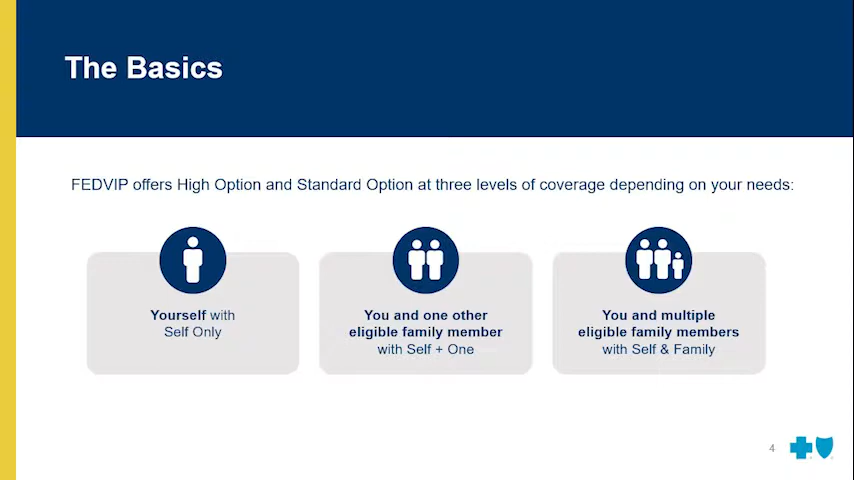 The Basics
FEDVIP offers High Option and Standard Option at three levels of coverage depending on your needs:
Yourself with
Self Only
You and one other
eligible family member
with Self + One
You and multiple
eligible family members
with Self & Family
4